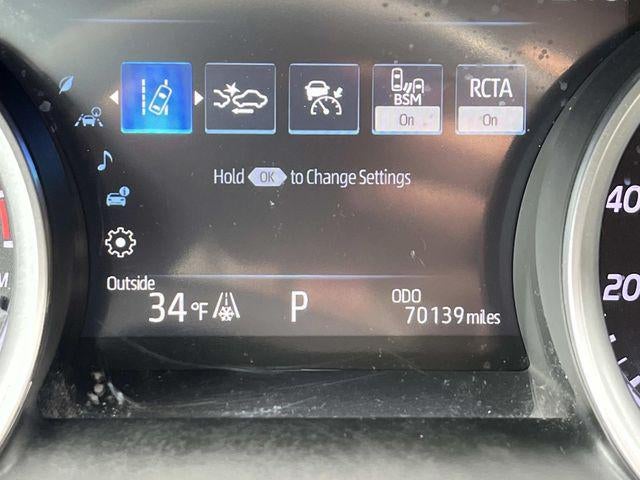 BSM
On
RCTA
On
Hold OK to Change Settings
Outside
34 °F
P
ODO
70139 miles
40
20
M